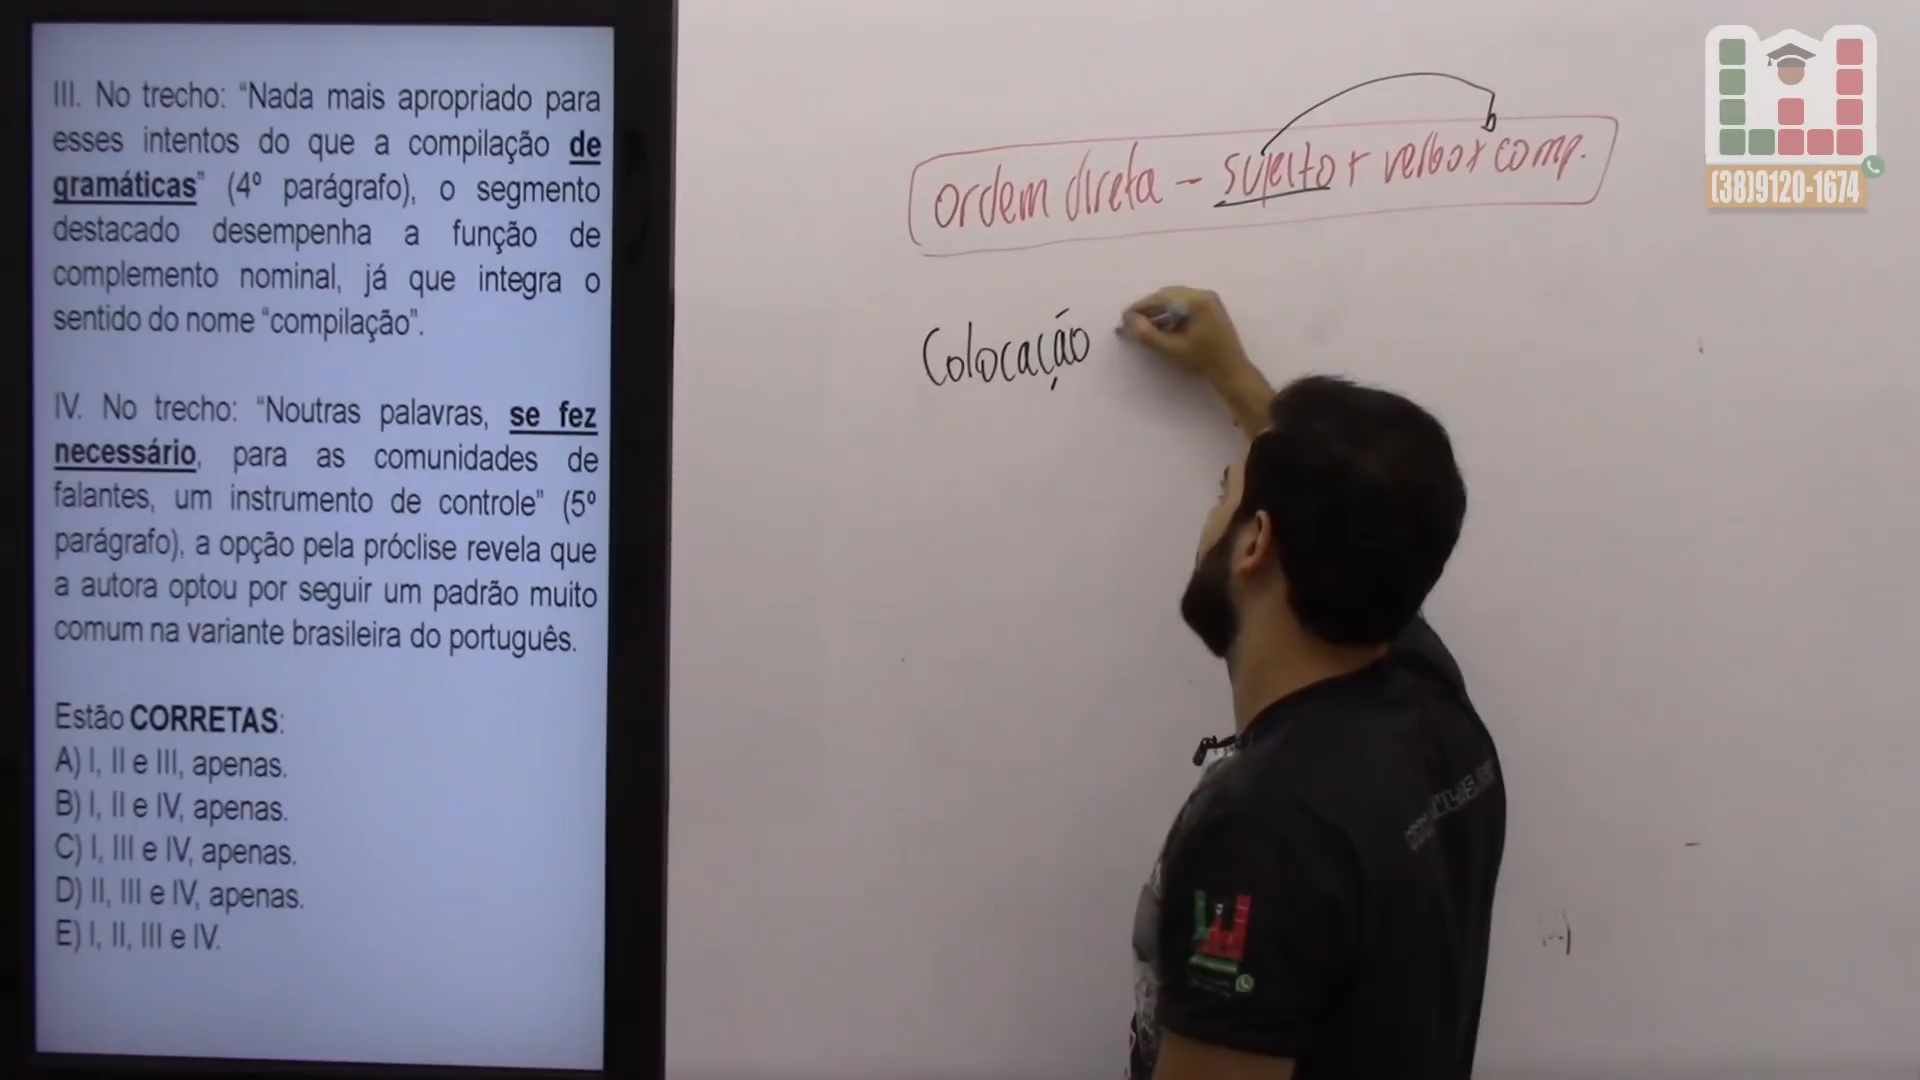 III. No trecho: “Nada mais apropriado para
esses intentos do que a compilação de
gramáticas” (4º parágrafo), o segmento
destacado desempenha a função de
complemento nominal, já que integra o
sentido do nome “compilação”.
IV. No trecho: “Noutras palavras, se fez
necessário, para as comunidades de
falantes, um instrumento de controle” (5º
parágrafo), a opção pela próclise revela que
a autora optou por seguir um padrão muito
comum na variante brasileira do português.
Estão CORRETAS:
A) I, II e III, apenas.
B) I, II e IV, apenas.
C) I, III e IV, apenas.
D) II, III e IV, apenas.
E) I, II, III e IV.
ordem direta - sujeito + verbo + comp.
Colocação
(38)9120-1674